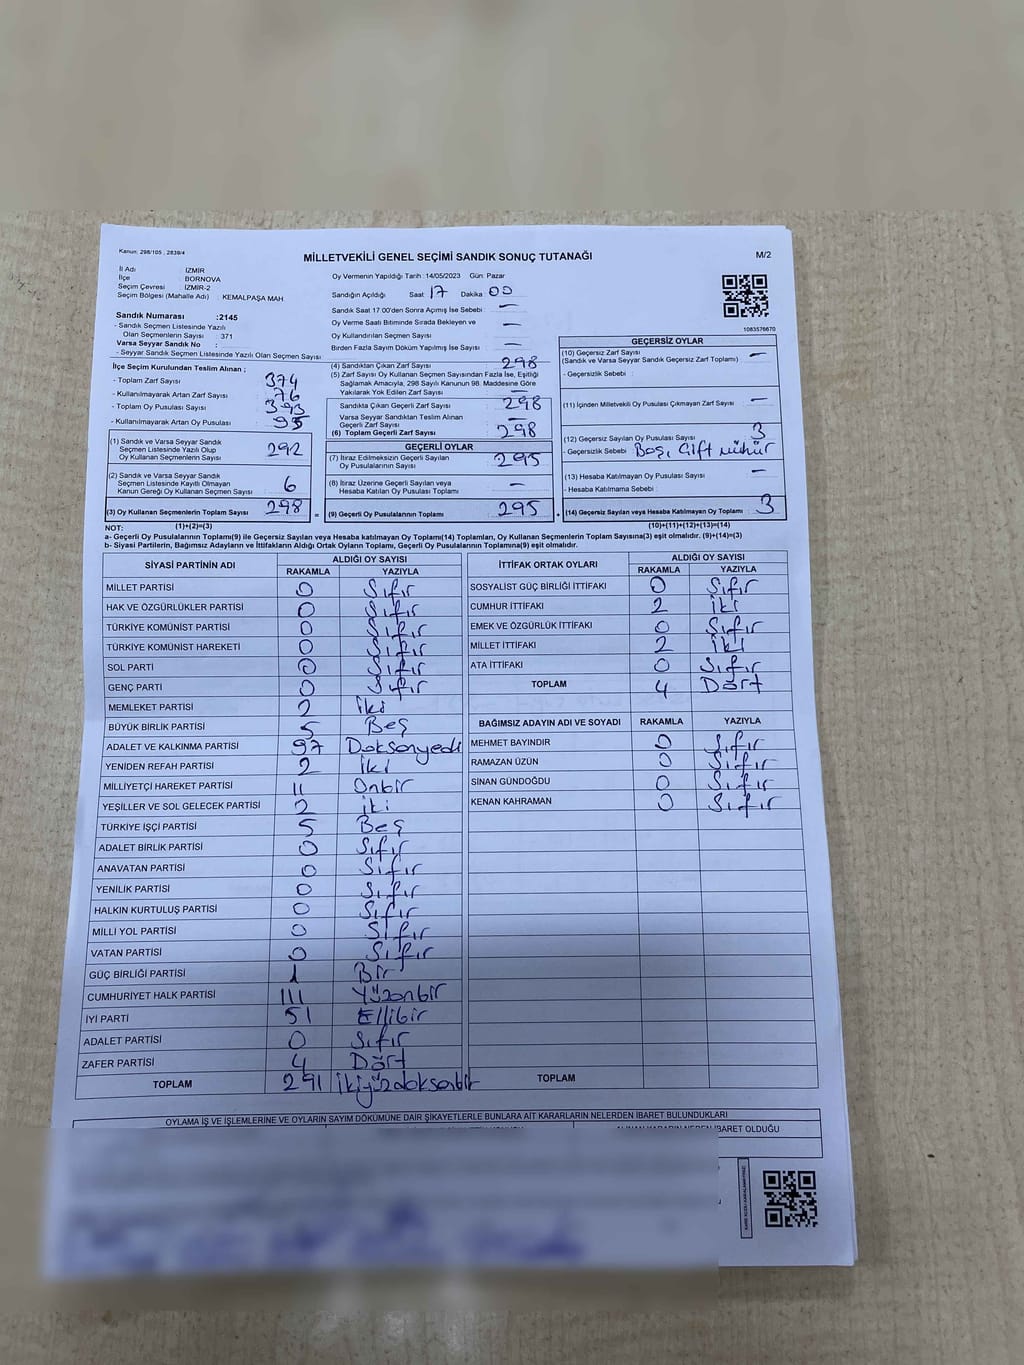 Kanun: 298/105 , 2839/4
MİLLETVEKİLİ GENEL SEÇİMİ SANDIK SONUÇ TUTANAĞI
M/2
İl Adı : İZMİR
İlçe : BORNOVA
Seçim Çevresi : İZMİR-2
Seçim Bölgesi (Mahalle Adı) : KEMALPAŞA MAH
Oy Vermenin Yapıldığı Tarih : 14/05/2023 Gün: Pazar
Sandığın Açıldığı Saat 17 Dakika 00
Sandık Saat 17:00'den Sonra Açımış İse Sebebi : —
Oy Verme Saati Bitiminde Sırada Bekleyen ve
Oy Kullandırılan Seçmen Sayısı : —
Birden Fazla Sayım Döküm Yapılmış İse Sayısı : —
1083576670
Sandık Numarası :2145
- Sandık Seçmen Listesinde Yazılı
Olan Seçmenlerin Sayısı : 371
Varsa Seyyar Sandık No :
- Seyyar Sandık Seçmen Listesinde Yazılı Olan Seçmen Sayısı :
İlçe Seçim Kurulundan Teslim Alınan ;
- Toplam Zarf Sayısı : 374
- Kullanılmayarak Artan Zarf Sayısı : 76
- Toplam Oy Pusulası Sayısı : 393
- Kullanılmayarak Artan Oy Pusulası : 95
(1) Sandık ve Varsa Seyyar Sandık
Seçmen Listesinde Yazılı Olup
Oy Kullanan Seçmenlerin Sayısı : 292
(2) Sandık ve Varsa Seyyar Sandık
Seçmen Listesinde Kayıtlı Olmayan
Kanun Gereği Oy Kullanan Seçmen Sayısı : 6
(3) Oy Kullanan Seçmenlerin Toplam Sayısı : 298
(1)+(2)=(3)
(4) Sandıktan Çıkan Zarf Sayısı : 298
(5) Zarf Sayısı Oy Kullanan Seçmen Sayısından Fazla İse, Eşitliği
Sağlamak Amacıyla, 298 Sayılı Kanunun 98. Maddesine Göre
Yakılarak Yok Edilen Zarf Sayısı : —
Sandıkta Çıkan Geçerli Zarf Sayısı : 298
Varsa Seyyar Sandıktan Teslim Alınan
Geçerli Zarf Sayısı : —
(6) Toplam Geçerli Zarf Sayısı : 298
GEÇERLİ OYLAR
(7) İtiraz Edilmeksizin Geçerli Sayılan
Oy Pusulalarının Sayısı : 295
(8) İtiraz Üzerine Geçerli Sayılan veya
Hesaba Katılan Oy Pusulası Toplamı : —
= (9) Geçerli Oy Pusulalarının Toplamı : 295
GEÇERSİZ OYLAR
(10) Geçersiz Zarf Sayısı : —
(Sandık ve Varsa Seyyar Sandık Geçersiz Zarf Toplamı)
- Geçersizlik Sebebi :
(11) İçinden Milletvekili Oy Pusulası Çıkmayan Zarf Sayısı : —
(12) Geçersiz Sayılan Oy Pusulası Sayısı : 3
- Geçersizlik Sebebi : Boş, Çift mühür
(13) Hesaba Katılmayan Oy Pusulası Sayısı : —
- Hesaba Katılmama Sebebi :
+ (14) Geçersiz Sayılan veya Hesaba Katılmayan Oy Toplamı : 3
(10)+(11)+(12)+(13)=(14)
NOT:
a- Geçerli Oy Pusulalarının Toplamı(9) ile Geçersiz Sayılan veya Hesaba katılmayan Oy Toplamı(14) Toplamları, Oy Kullanan Seçmenlerin Toplam Sayısına(3) eşit olmalıdır. (9)+(14)=(3)
b- Siyasi Partilerin, Bağımsız Adayların ve İttifakların Aldığı Ortak Oyların Toplamı, Geçerli Oy Pusulalarının Toplamına(9) eşit olmalıdır.
SİYASİ PARTİNİN ADI
ALDIĞI OY SAYISI
RAKAMLA YAZIYLA
MİLLET PARTİSİ 0 Sıfır
HAK VE ÖZGÜRLÜKLER PARTİSİ 0 Sıfır
TÜRKİYE KOMÜNİST PARTİSİ 0 Sıfır
TÜRKİYE KOMÜNİST HAREKETİ 0 Sıfır
SOL PARTİ 0 Sıfır
GENÇ PARTİ 0 Sıfır
MEMLEKET PARTİSİ 2 iki
BÜYÜK BİRLİK PARTİSİ 5 Beş
ADALET VE KALKINMA PARTİSİ 97 Doksanyedi
YENİDEN REFAH PARTİSİ 2 iki
MİLLİYETÇİ HAREKET PARTİSİ 11 Onbir
YEŞİLLER VE SOL GELECEK PARTİSİ 2 iki
TÜRKİYE İŞÇİ PARTİSİ 5 Beş
ADALET BİRLİK PARTİSİ 0 Sıfır
ANAVATAN PARTİSİ 0 Sıfır
YENİLİK PARTİSİ 0 Sıfır
HALKIN KURTULUŞ PARTİSİ 0 Sıfır
MİLLİ YOL PARTİSİ 0 Sıfır
VATAN PARTİSİ 0 Sıfır
GÜÇ BİRLİĞİ PARTİSİ 1 Bir
CUMHURİYET HALK PARTİSİ 111 Yüzonbir
İYİ PARTİ 51 Ellibir
ADALET PARTİSİ 0 Sıfır
ZAFER PARTİSİ 4 Dört
TOPLAM 291 ikiyüzdoksanbir
İTTİFAK ORTAK OYLARI
ALDIĞI OY SAYISI
RAKAMLA YAZIYLA
SOSYALİST GÜÇ BİRLİĞİ İTTİFAKI 0 Sıfır
CUMHUR İTTİFAKI 2 iki
EMEK VE ÖZGÜRLÜK İTTİFAKI 0 Sıfır
MİLLET İTTİFAKI 2 iki
ATA İTTİFAKI 0 Sıfır
TOPLAM 4 Dört
BAĞIMSIZ ADAYIN ADI VE SOYADI RAKAMLA YAZIYLA
MEHMET BAYINDIR 0 Sıfır
RAMAZAN ÜZÜN 0 Sıfır
SİNAN GÜNDOĞDU 0 Sıfır
KENAN KAHRAMAN 0 Sıfır
TOPLAM
OYLAMA İŞ VE İŞLEMLERİNE VE OYLARIN SAYIM DÖKÜMÜNE DAİR ŞİKAYETLERLE BUNLARA AİT KARARLARIN NELERDEN İBARET BULUNDUKLARI
ALINAN KARARIN NEDEN İBARET OLDUĞU